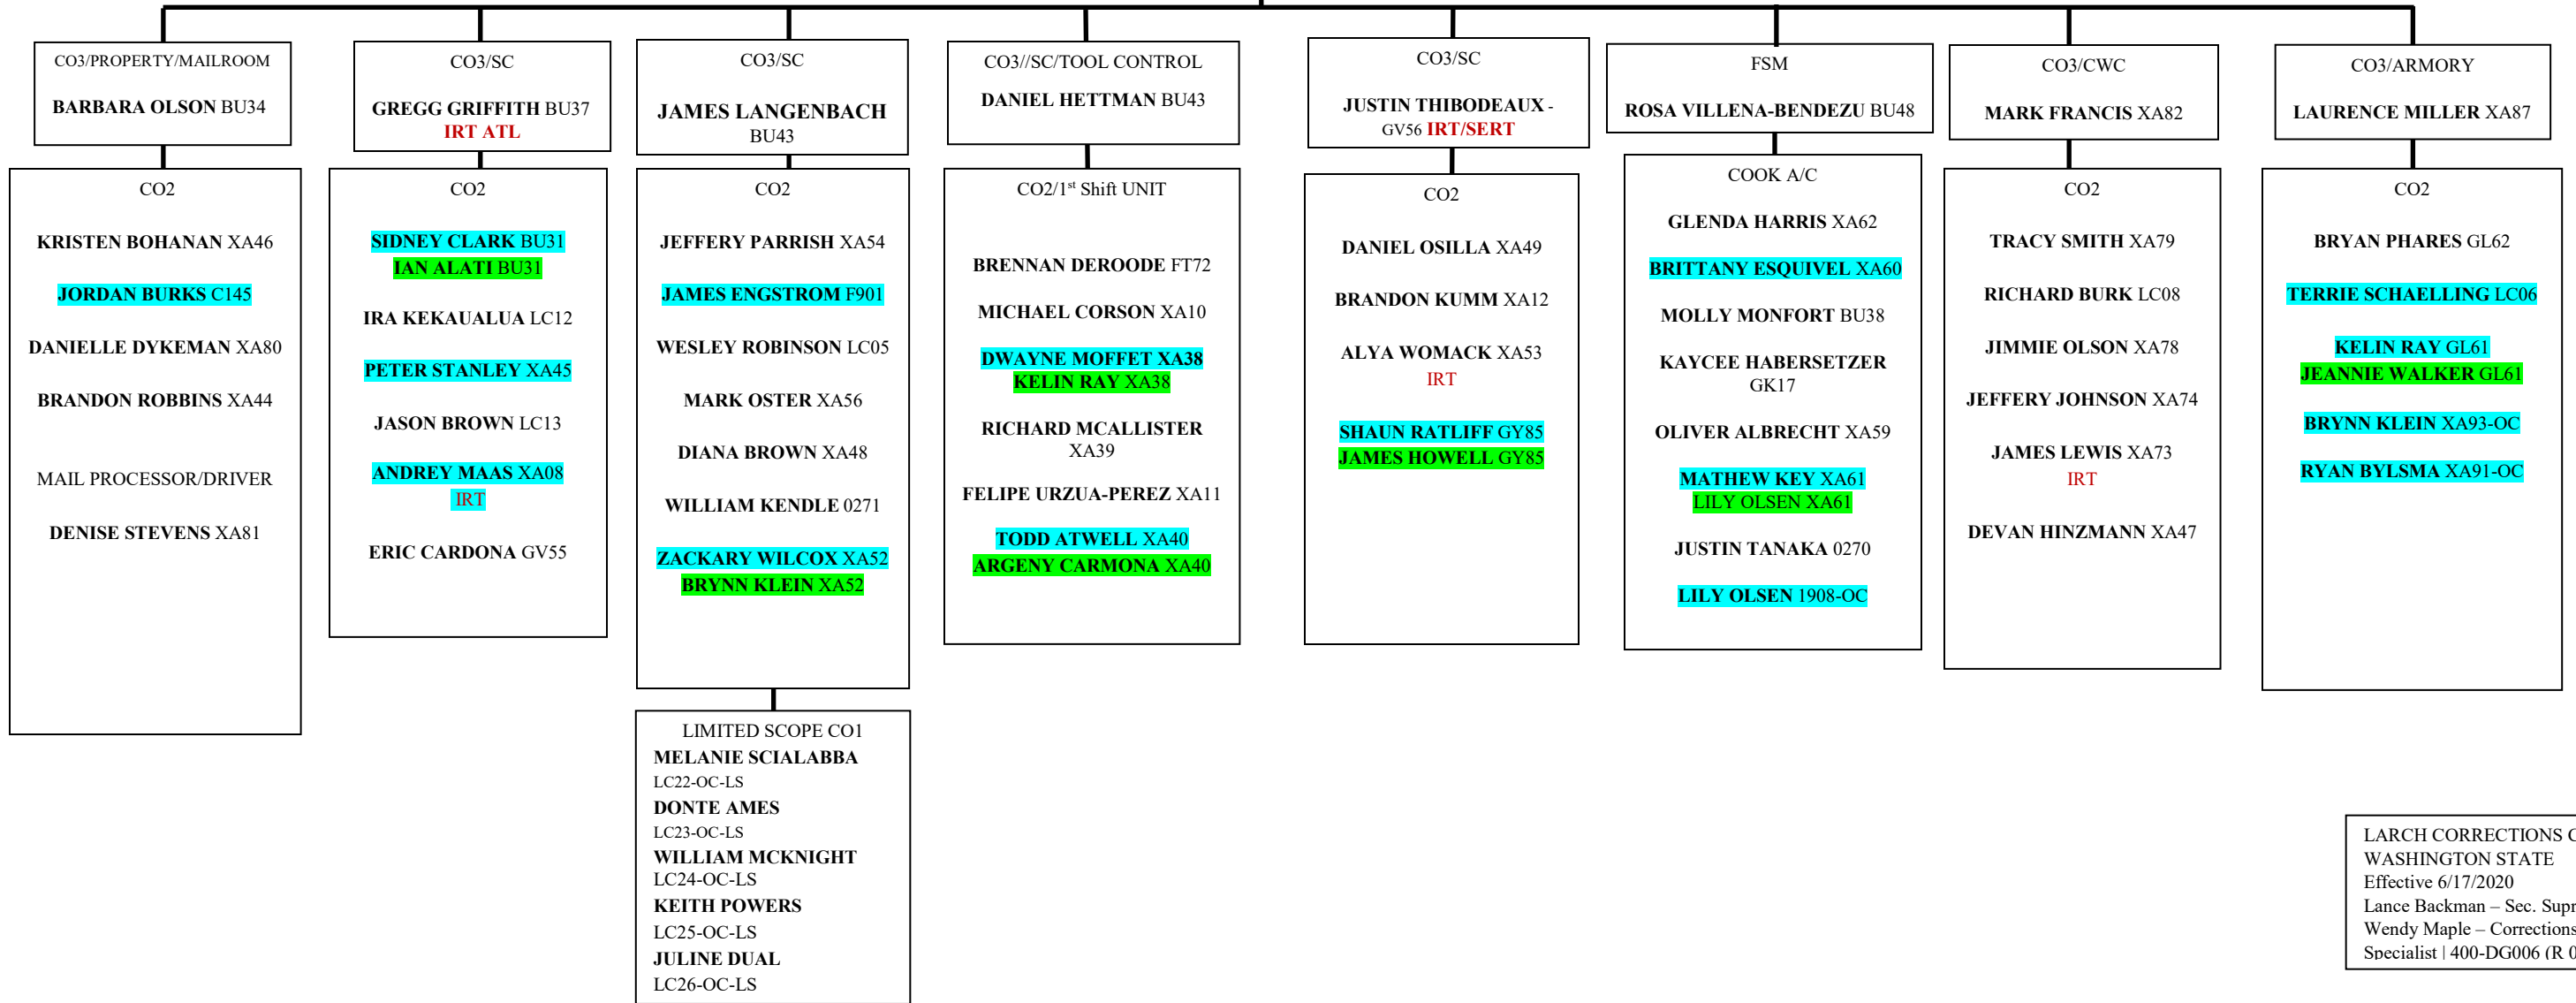 CO3/PROPERTY/MAILROOM
BARBARA OLSON BU34
CO2
KRISTEN BOHANAN XA46
JORDAN BURKS C145
DANIELLE DYKEMAN XA80
BRANDON ROBBINS XA44
MAIL PROCESSOR/DRIVER
DENISE STEVENS XA81
CO3/SC
GREGG GRIFFITH BU37
IRT ATL
CO2
SIDNEY CLARK BU31
IAN ALATI BU31
IRA KEKAUALUA LC12
PETER STANLEY XA45
JASON BROWN LC13
ANDREY MAAS XA08
IRT
ERIC CARDONA GV55
CO3/SC
JAMES LANGENBACH
BU43
CO2
JEFFERY PARRISH XA54
JAMES ENGSTROM F901
WESLEY ROBINSON LC05
MARK OSTER XA56
DIANA BROWN XA48
WILLIAM KENDLE 0271
ZACKARY WILCOX XA52
BRYNN KLEIN XA52
LIMITED SCOPE CO1
MELANIE SCIALABBA
LC22-OC-LS
DONTE AMES
LC23-OC-LS
WILLIAM MCKNIGHT
LC24-OC-LS
KEITH POWERS
LC25-OC-LS
JULINE DUAL
LC26-OC-LS
CO3//SC/TOOL CONTROL
DANIEL HETTMAN BU43
CO2/1st Shift UNIT
BRENNAN DEROODE FT72
MICHAEL CORSON XA10
DWAYNE MOFFET XA38
KELIN RAY XA38
RICHARD MCALLISTER
XA39
FELIPE URZUA-PEREZ XA11
TODD ATWELL XA40
ARGENY CARMONA XA40
CO3/SC
JUSTIN THIBODEAUX -
GV56 IRT/SERT
CO2
DANIEL OSILLA XA49
BRANDON KUMM XA12
ALYA WOMACK XA53
IRT
SHAUN RATLIFF GY85
JAMES HOWELL GY85
FSM
ROSA VILLENA-BENDEZU BU48
COOK A/C
GLENDA HARRIS XA62
BRITTANY ESQUIVEL XA60
MOLLY MONFORT BU38
KAYCEE HABERSETZER
GK17
OLIVER ALBRECHT XA59
MATHEW KEY XA61
LILY OLSEN XA61
JUSTIN TANAKA 0270
LILY OLSEN 1908-OC
CO3/CWC
MARK FRANCIS XA82
CO2
TRACY SMITH XA79
RICHARD BURK LC08
JIMMIE OLSON XA78
JEFFERY JOHNSON XA74
JAMES LEWIS XA73
IRT
DEVAN HINZMANN XA47
CO3/ARMORY
LAURENCE MILLER XA87
CO2
BRYAN PHARES GL62
TERRIE SCHAELLING LC06
KELIN RAY GL61
JEANNIE WALKER GL61
BRYNN KLEIN XA93-OC
RYAN BYLSMA XA91-OC
LARCH CORRECTIONS C
WASHINGTON STATE
Effective 6/17/2020
Lance Backman – Sec. Supr
Wendy Maple – Corrections
Specialist | 400-DG006 (R 0